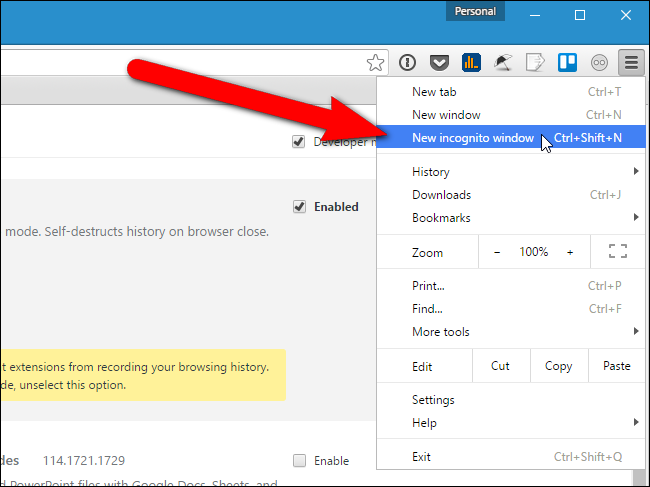 Personal
New tab Ctrl+T
New window Ctrl+N
New incognito window Ctrl+Shift+N
History
Downloads Ctrl+J
Bookmarks
Zoom − 100% +
Print... Ctrl+P
Find... Ctrl+F
More tools
Edit Cut Copy Paste
Settings
Help
Exit Ctrl+Shift+Q
Developer
Enabled
mode. Self-destructs history on browser close.
extensions from recording your browsing history.
unselect this option.
114.1721.1729
Enable
PowerPoint files with Google Docs, Sheets, and